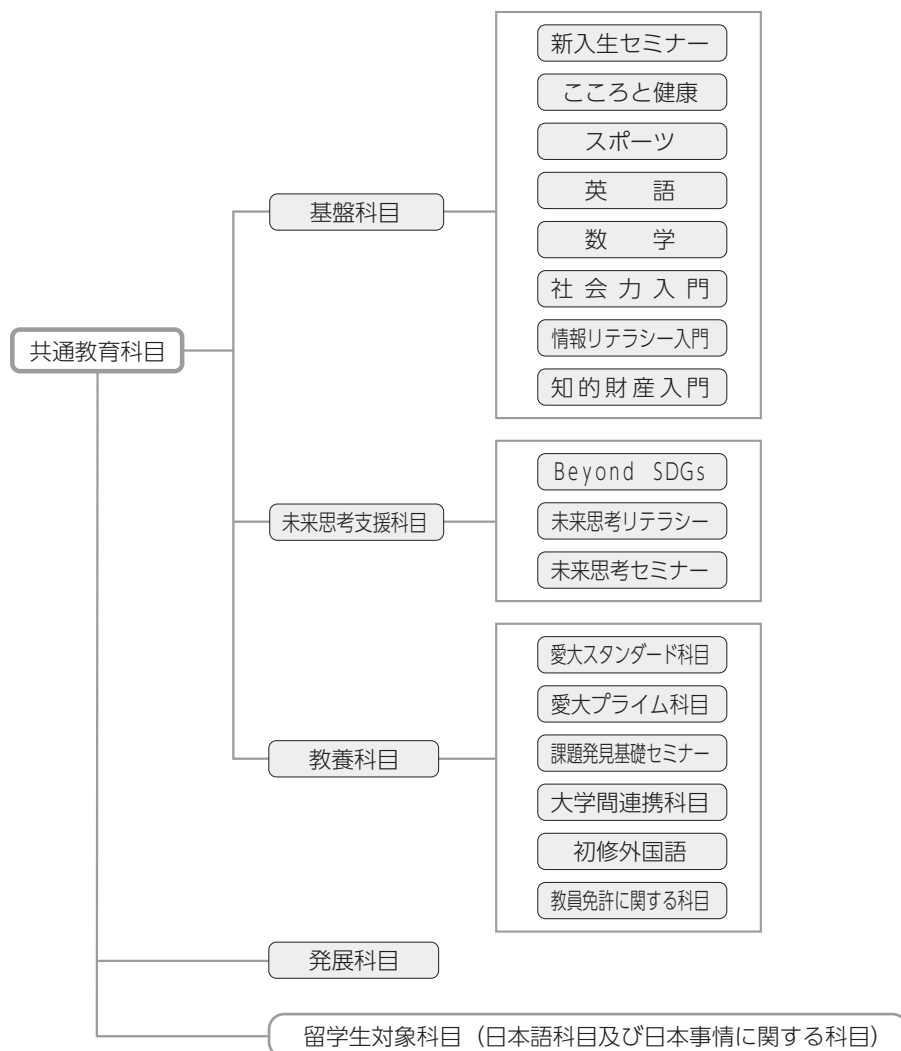 共通教育科目
基盤科目
新入生セミナー
こころと健康
スポーツ
英　語
数　学
社会力入門
情報リテラシー入門
知的財産入門
未来思考支援科目
Beyond SDGs
未来思考リテラシー
未来思考セミナー
教養科目
愛大スタンダード科目
愛大プライム科目
課題発見基礎セミナー
大学間連携科目
初修外国語
教員免許に関する科目
発展科目
留学生対象科目（日本語科目及び日本事情に関する科目）